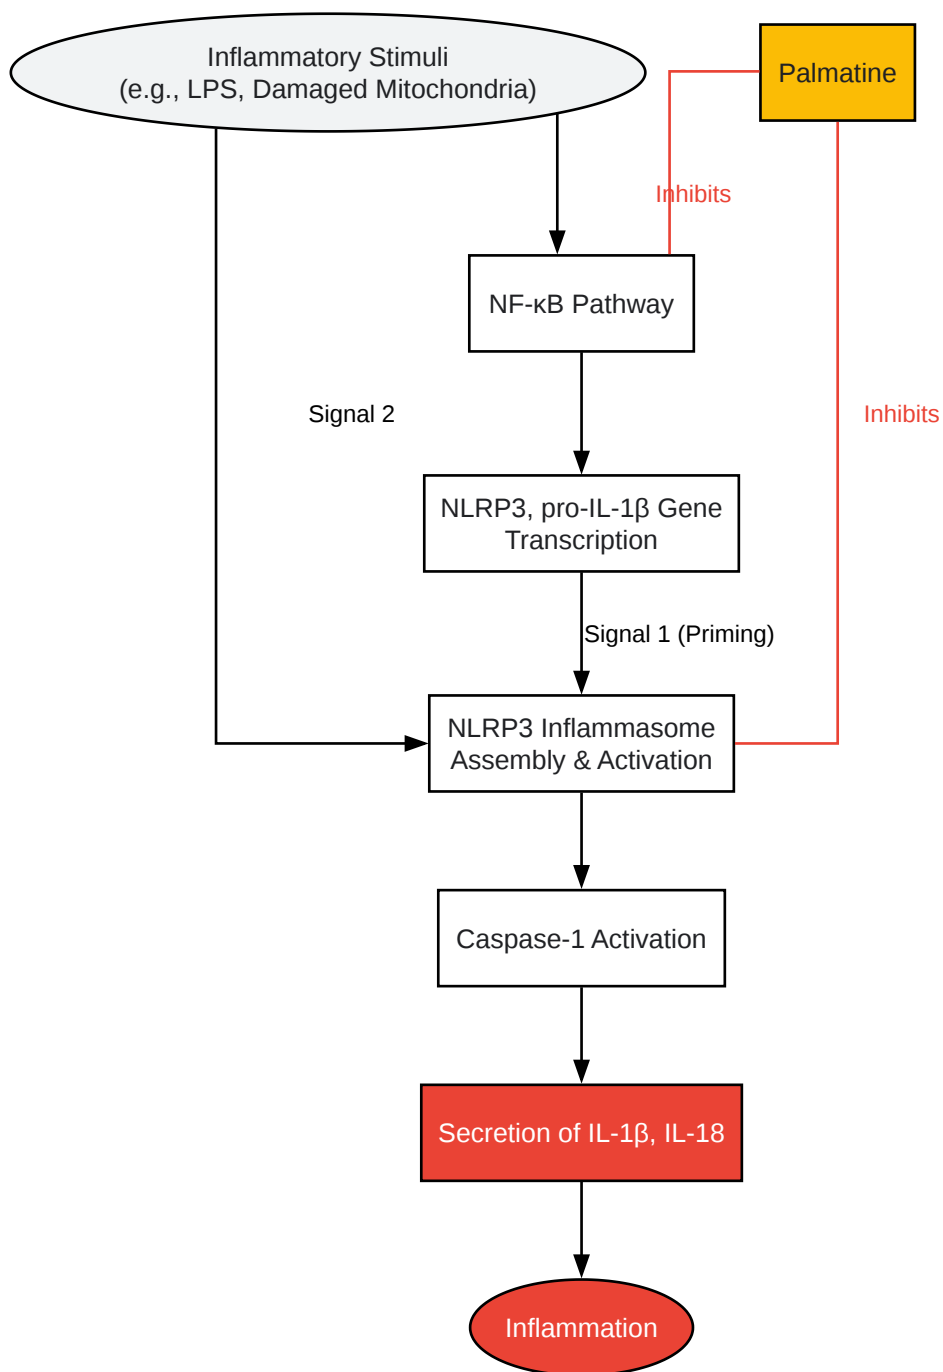 Inflammatory Stimuli
(e.g., LPS, Damaged Mitochondria)
Palmatine
Inhibits
NF-κB Pathway
Signal 2
Inhibits
NLRP3, pro-IL-1β Gene
Transcription
Signal 1 (Priming)
NLRP3 Inflammasome
Assembly & Activation
Caspase-1 Activation
Secretion of IL-1β, IL-18
Inflammation